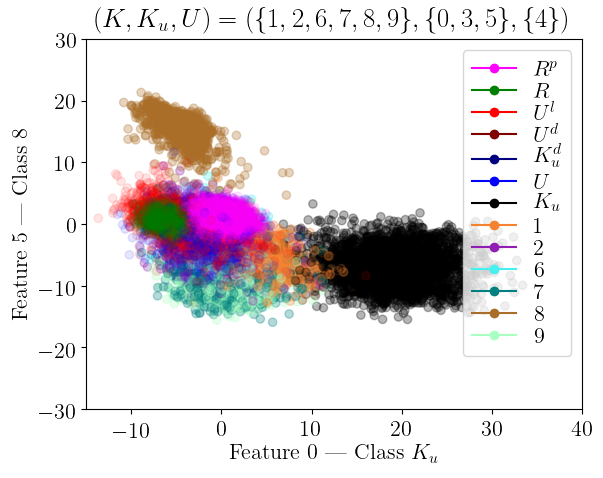 (K, K_u, U) = ({1, 2, 6, 7, 8, 9}, {0, 3, 5}, {4})
30
20
10
0
−10
−20
−30
Feature 5 — Class 8
R^p
R
U^l
U^d
K_u^d
U
K_u
1
2
6
7
8
9
−10
0
10
20
30
40
Feature 0 — Class K_u